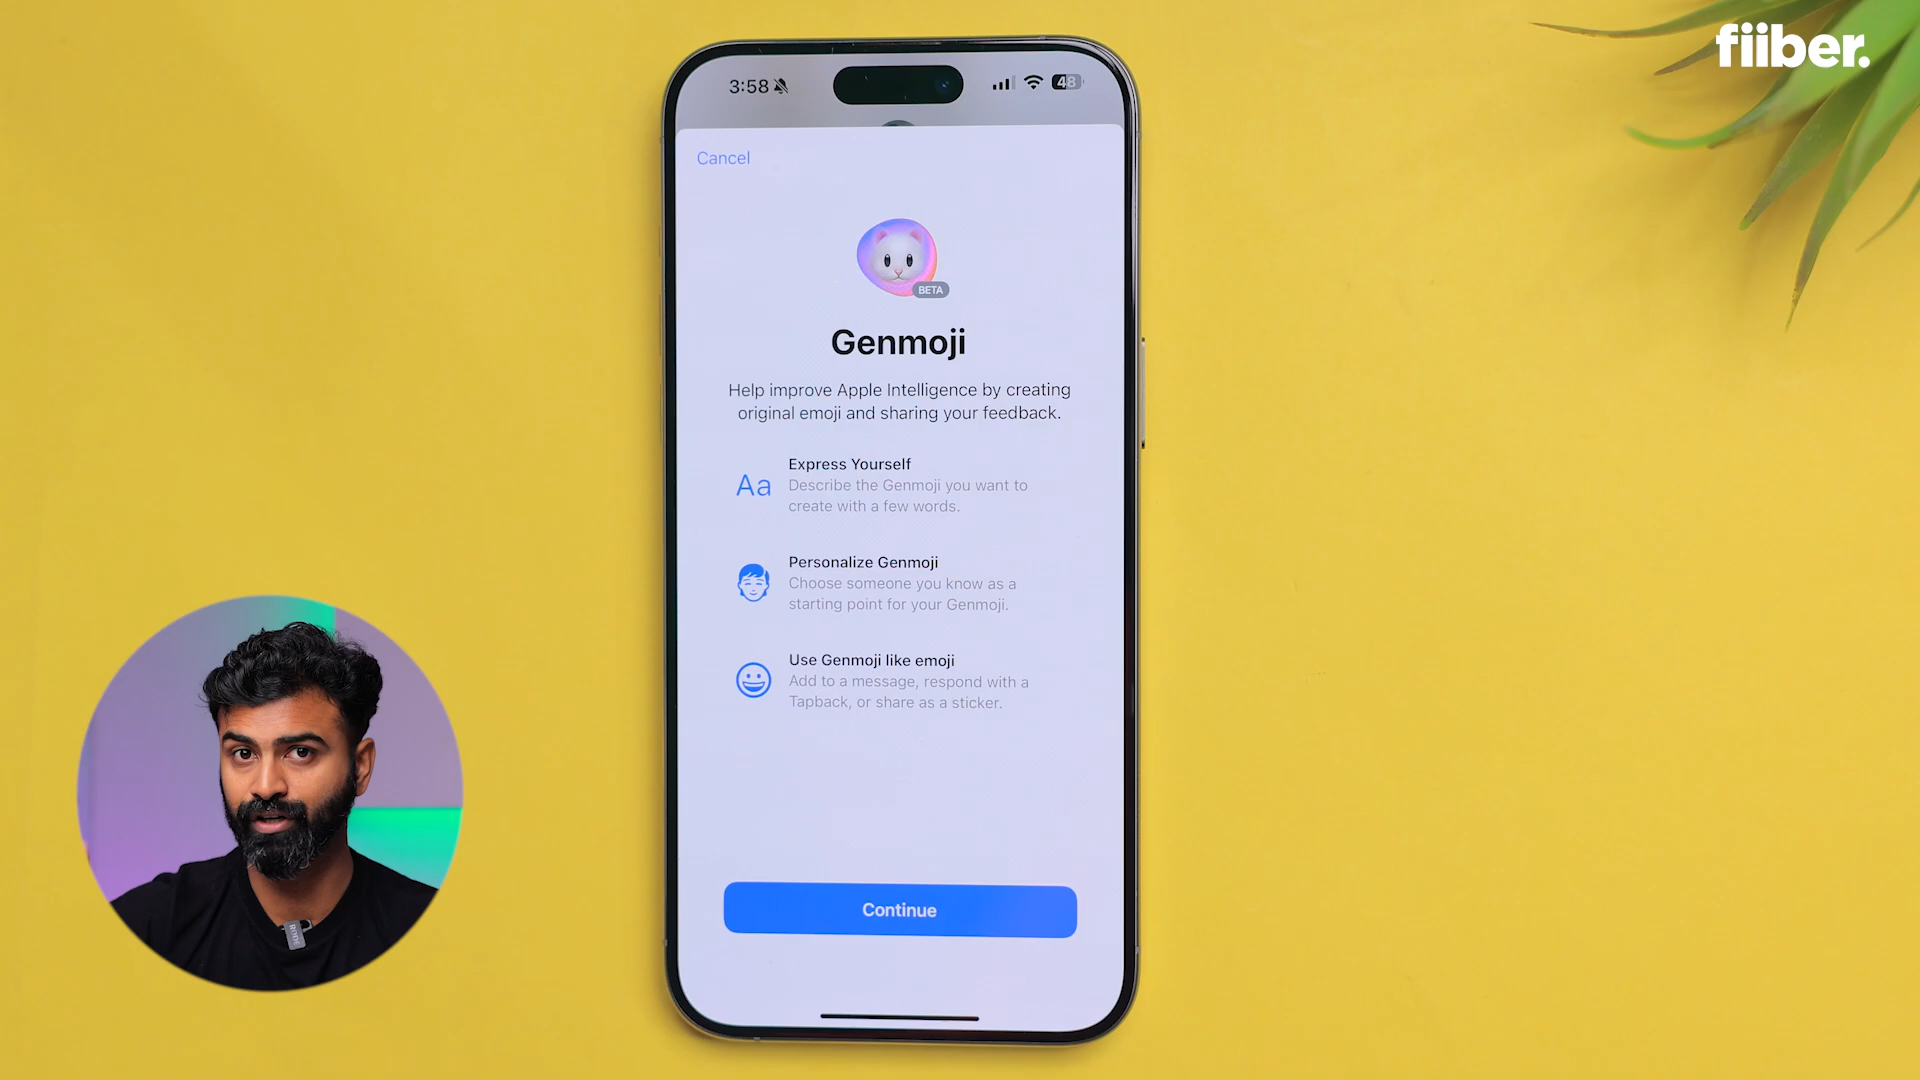 fiiber.
3:58
48
Cancel
BETA
Genmoji
Help improve Apple Intelligence by creating
original emoji and sharing your feedback.
Aa
Express Yourself
Describe the Genmoji you want to
create with a few words.
Personalize Genmoji
Choose someone you know as a
starting point for your Genmoji.
Use Genmoji like emoji
Add to a message, respond with a
Tapback, or share as a sticker.
Continue
RODE